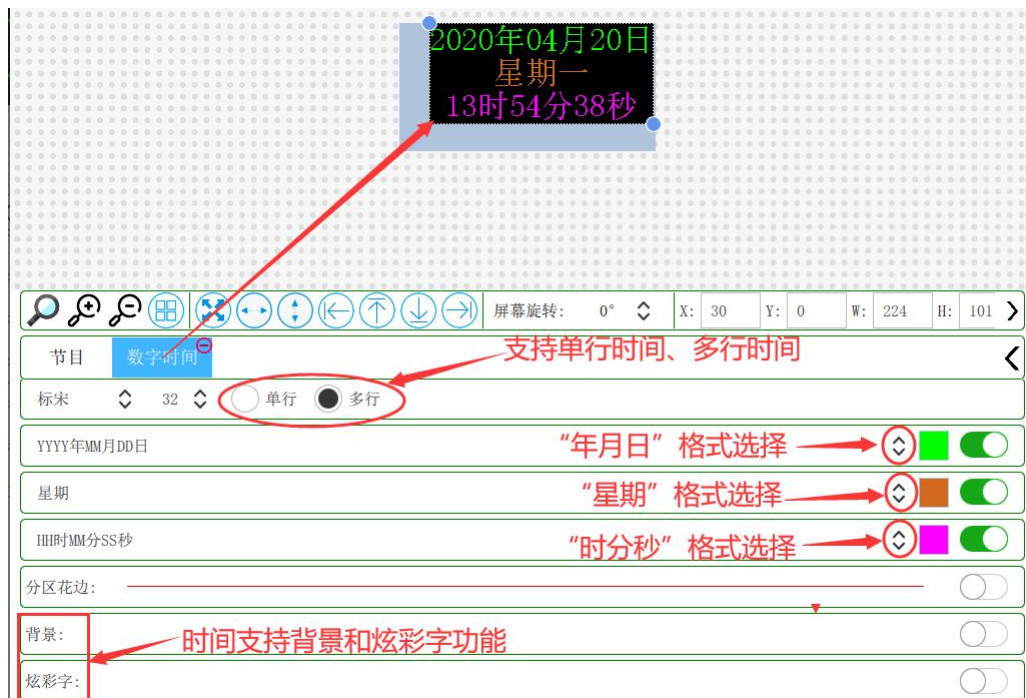 2020年04月20日
星期一
13时54分38秒
屏幕旋转: 0° X: 30 Y: 0 W: 224 H: 101
节目 数字时间 支持单行时间、多行时间
标宋 32 单行 多行
YYYY年MM月DD日 “年月日”格式选择
星期 “星期”格式选择
HH时MM分SS秒 “时分秒”格式选择
分区花边:
背景: 时间支持背景和炫彩字功能
炫彩字: